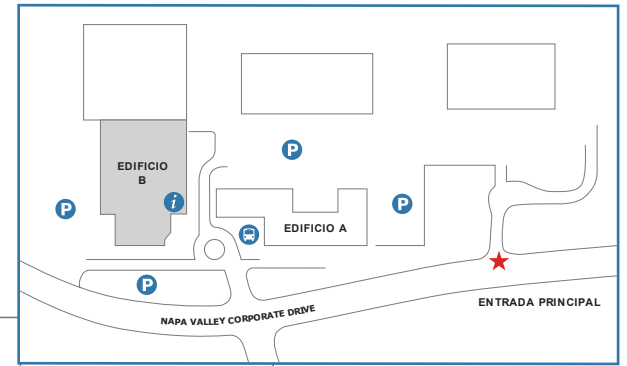 EDIFICIO
B
P
i
P
P
EDIFICIO A
P
ENTRADA PRINCIPAL
NAPA VALLEY CORPORATE DRIVE